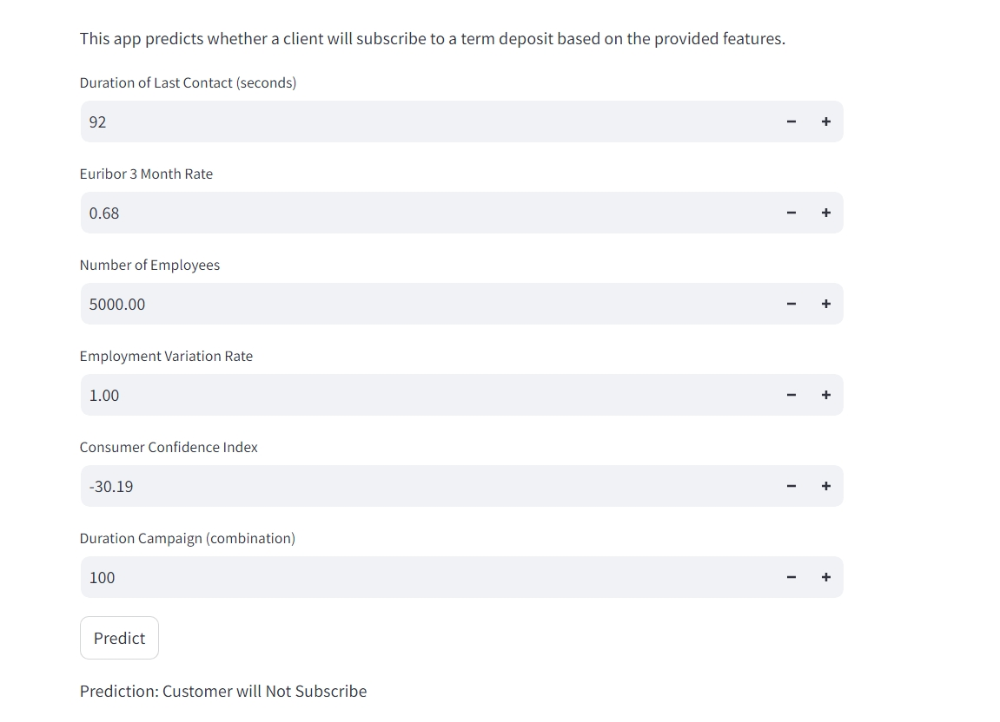 This app predicts whether a client will subscribe to a term deposit based on the provided features.
Duration of Last Contact (seconds)
92
Euribor 3 Month Rate
0.68
Number of Employees
5000.00
Employment Variation Rate
1.00
Consumer Confidence Index
-30.19
Duration Campaign (combination)
100
Predict
Prediction: Customer will Not Subscribe